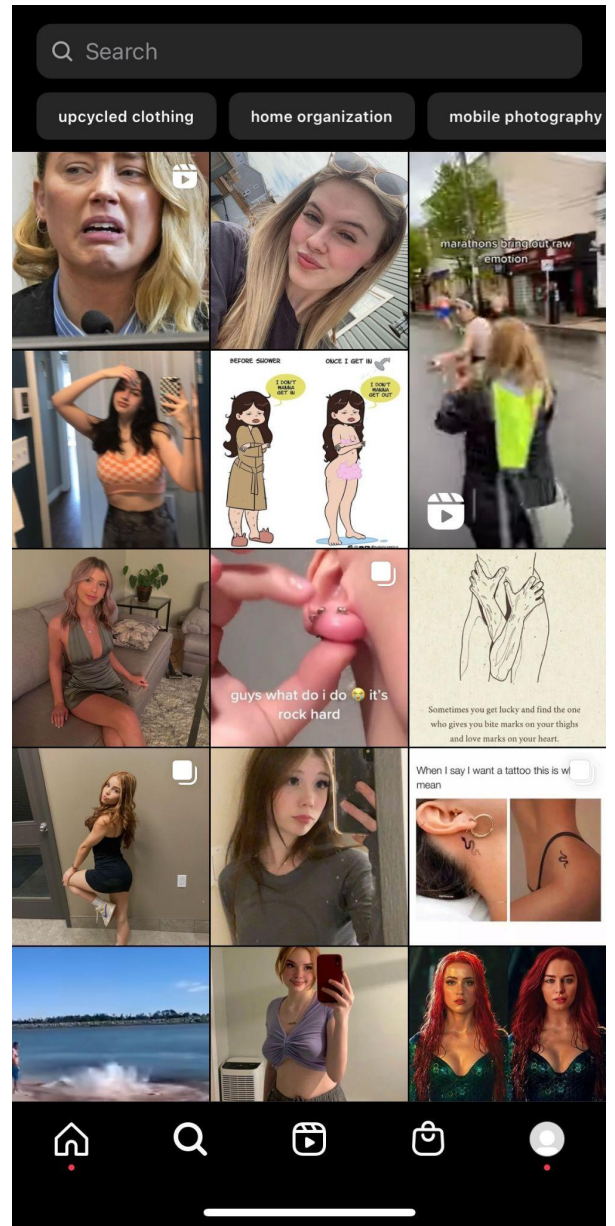 Search
upcycled clothing
home organization
mobile photography
marathons bring out raw
emotion
BEFORE SHOWER
ONCE I GET IN
I DON'T
WANNA
GET IN
I DON'T
WANNA
GET OUT
guys what do i do 😭 it's
rock hard
Sometimes you get lucky and find the one
who gives you bite marks on your thighs
and love marks on your heart.
When I say I want a tattoo this is
mean